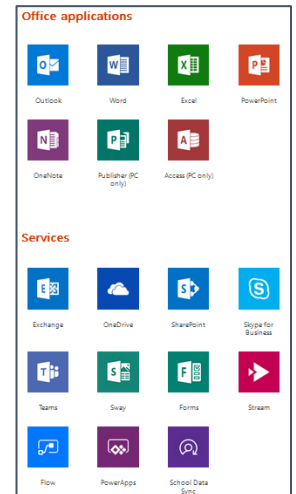 Office applications
Outlook Word Excel PowerPoint
OneNote Publisher (PC only) Access (PC only)
Services
Exchange OneDrive SharePoint Skype for Business
Teams Sway Forms Stream
Flow PowerApps School Data Sync